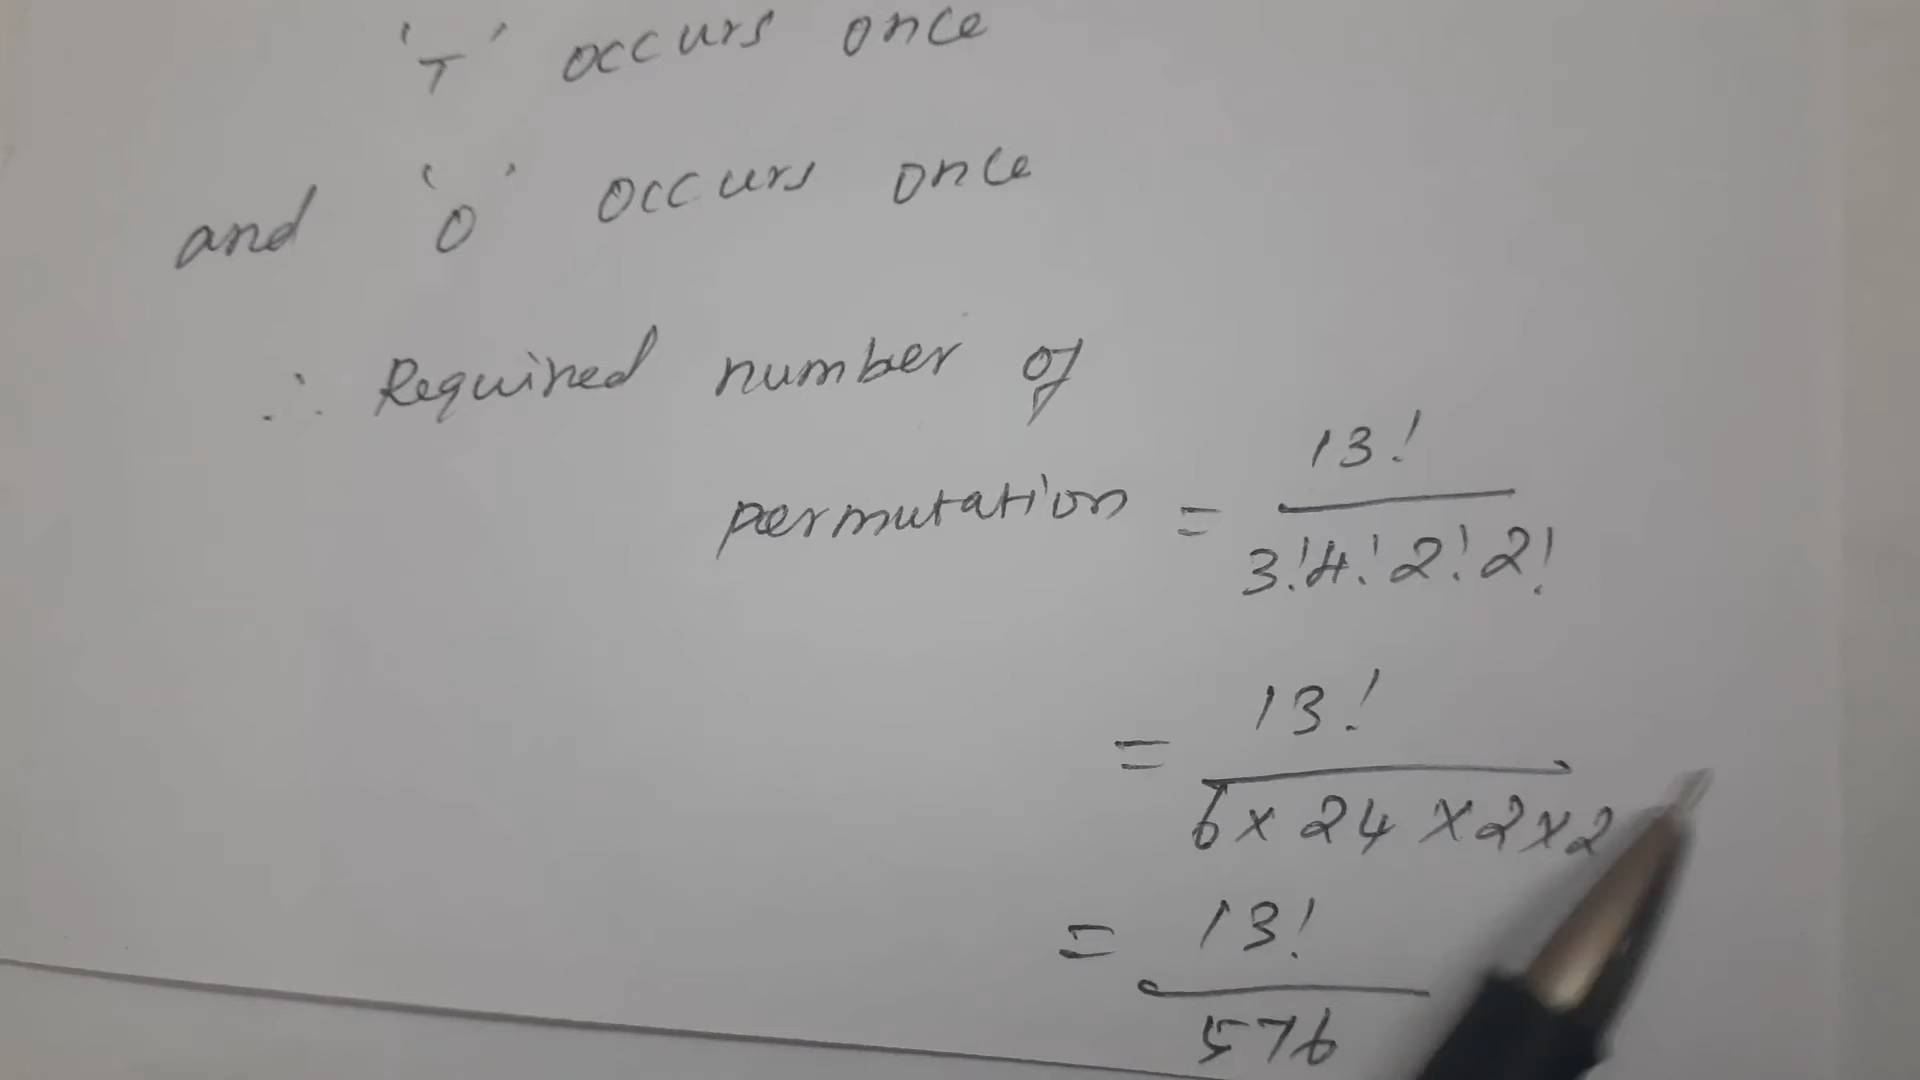 'T' occurs once
and 'O' occurs once
∴ Required number of
permutation = 13! / 3!4!2!2!
= 13! / 6 x 24 x 2 x 2
= 13! / 576